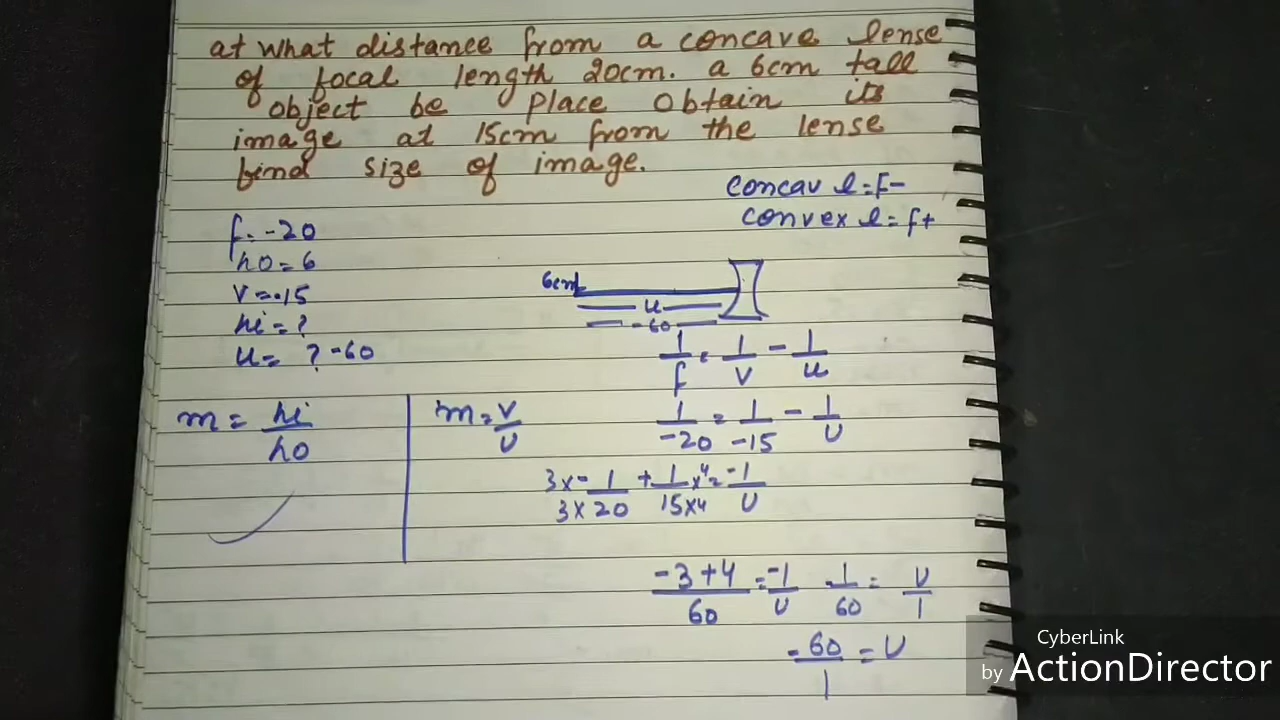 at what distance from a concave lense
of focal length 20cm. a 6cm tall
object be place obtain its
image at 15cm from the lense
find size of image.
concav l=F-
convex l=f+
f=-20
ho=6
v=-15
hi=?
u= ? -60
6cm
u
-60
1/f = 1/v - 1/u
m = hi/ho
m = v/u
1/-20 = 1/-15 - 1/u
3x-1/3x20 + 1x4/15x4 = -1/u
-3+4/60 = -1/u -1/60 = u/1
-60/1 = u
CyberLink
by ActionDirector